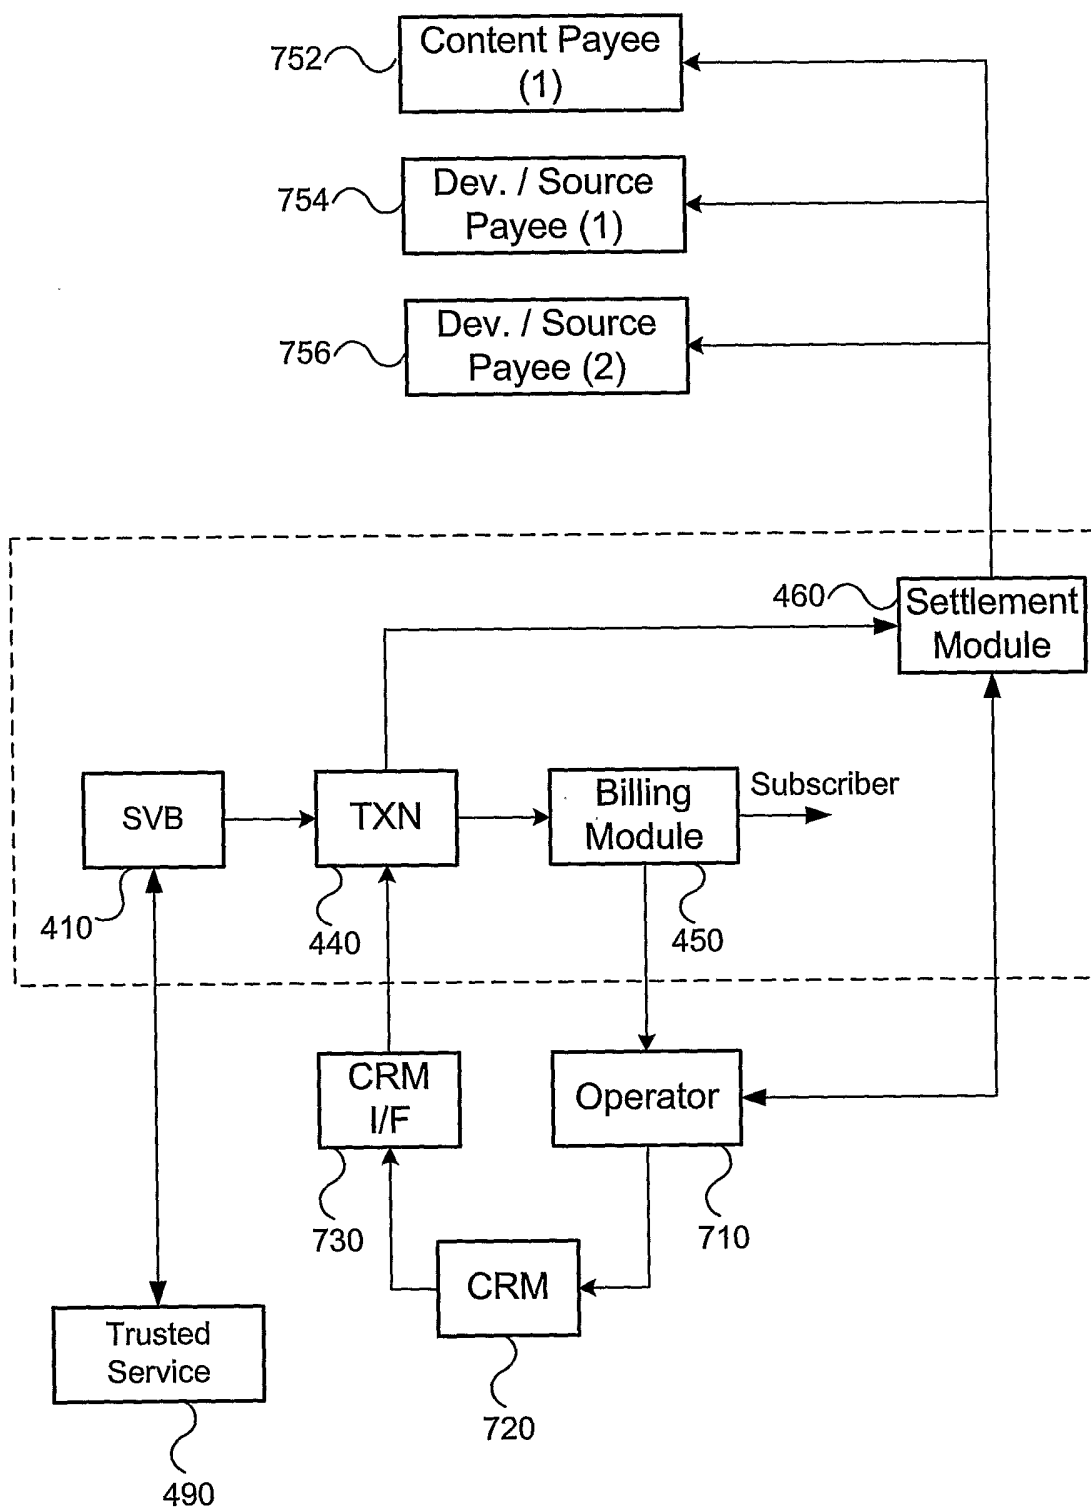 752
Content Payee
(1)
754
Dev. / Source
Payee (1)
756
Dev. / Source
Payee (2)
460
Settlement
Module
SVB
TXN
Billing
Module
Subscriber
410
440
450
CRM
I/F
Operator
730
710
CRM
Trusted
Service
720
490